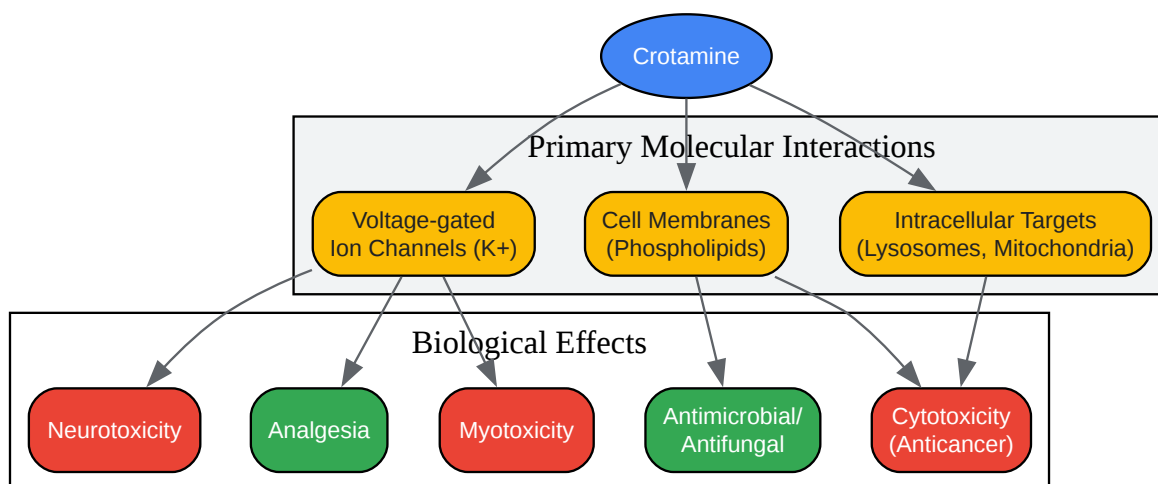 Crotamine
Primary Molecular Interactions
Voltage-gated
Ion Channels (K+)
Cell Membranes
(Phospholipids)
Intracellular Targets
(Lysosomes, Mitochondria)
Biological Effects
Neurotoxicity
Analgesia
Myotoxicity
Antimicrobial/
Antifungal
Cytotoxicity
(Anticancer)